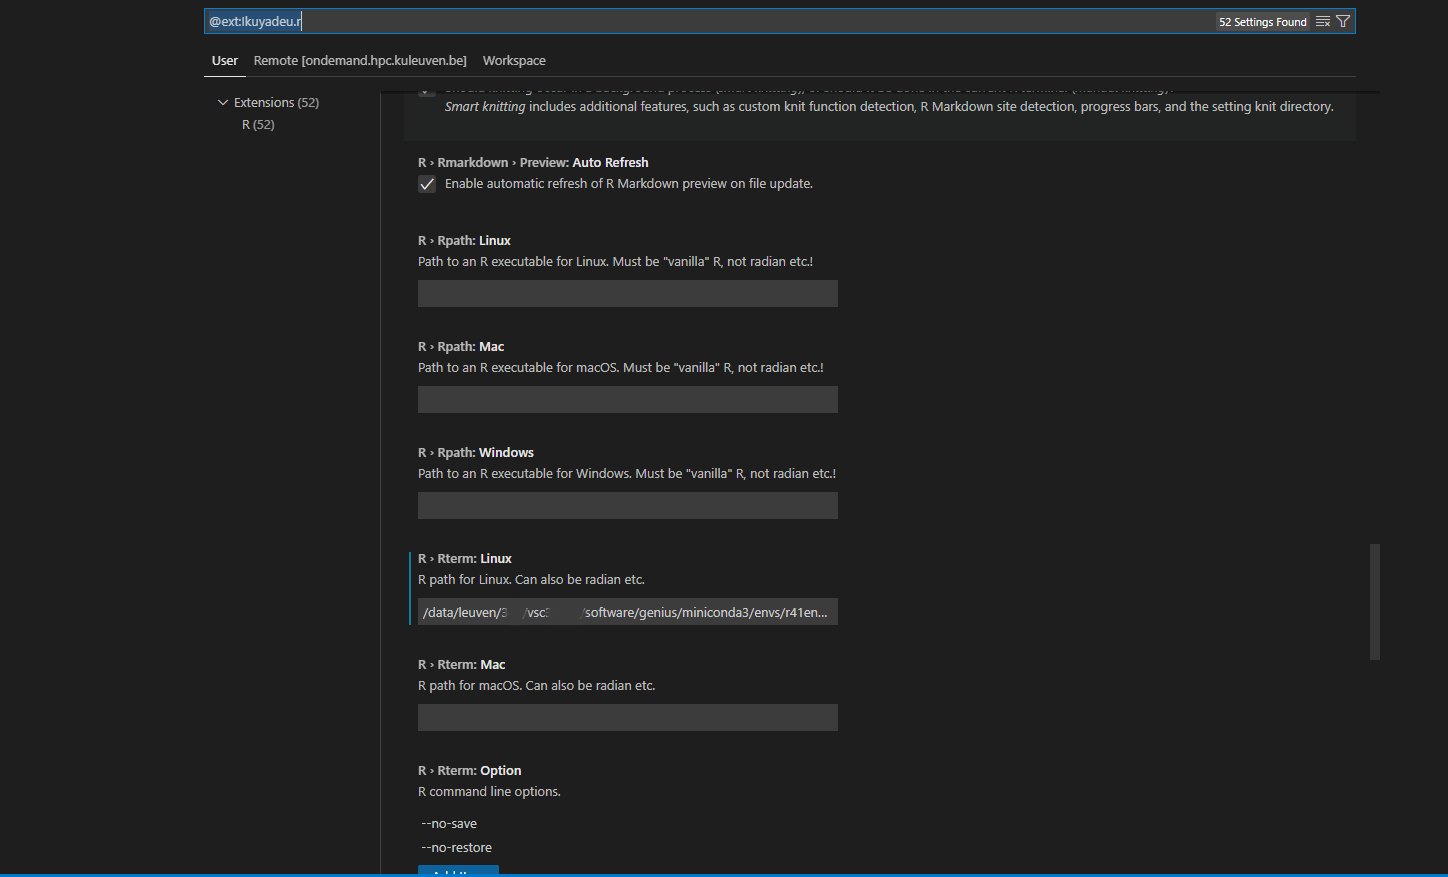 @ext:Ikuyadeu.r
52 Settings Found
User Remote [ondemand.hpc.kuleuven.be] Workspace
Extensions (52)
R (52)
Smart knitting includes additional features, such as custom knit function detection, R Markdown site detection, progress bars, and the setting knit directory.
R › Rmarkdown › Preview: Auto Refresh
Enable automatic refresh of R Markdown preview on file update.
R › Rpath: Linux
Path to an R executable for Linux. Must be "vanilla" R, not radian etc.!
R › Rpath: Mac
Path to an R executable for macOS. Must be "vanilla" R, not radian etc.!
R › Rpath: Windows
Path to an R executable for Windows. Must be "vanilla" R, not radian etc.!
R › Rterm: Linux
R path for Linux. Can also be radian etc.
/data/leuven/3 /vsc3 /software/genius/miniconda3/envs/r41en...
R › Rterm: Mac
R path for macOS. Can also be radian etc.
R › Rterm: Option
R command line options.
--no-save
--no-restore